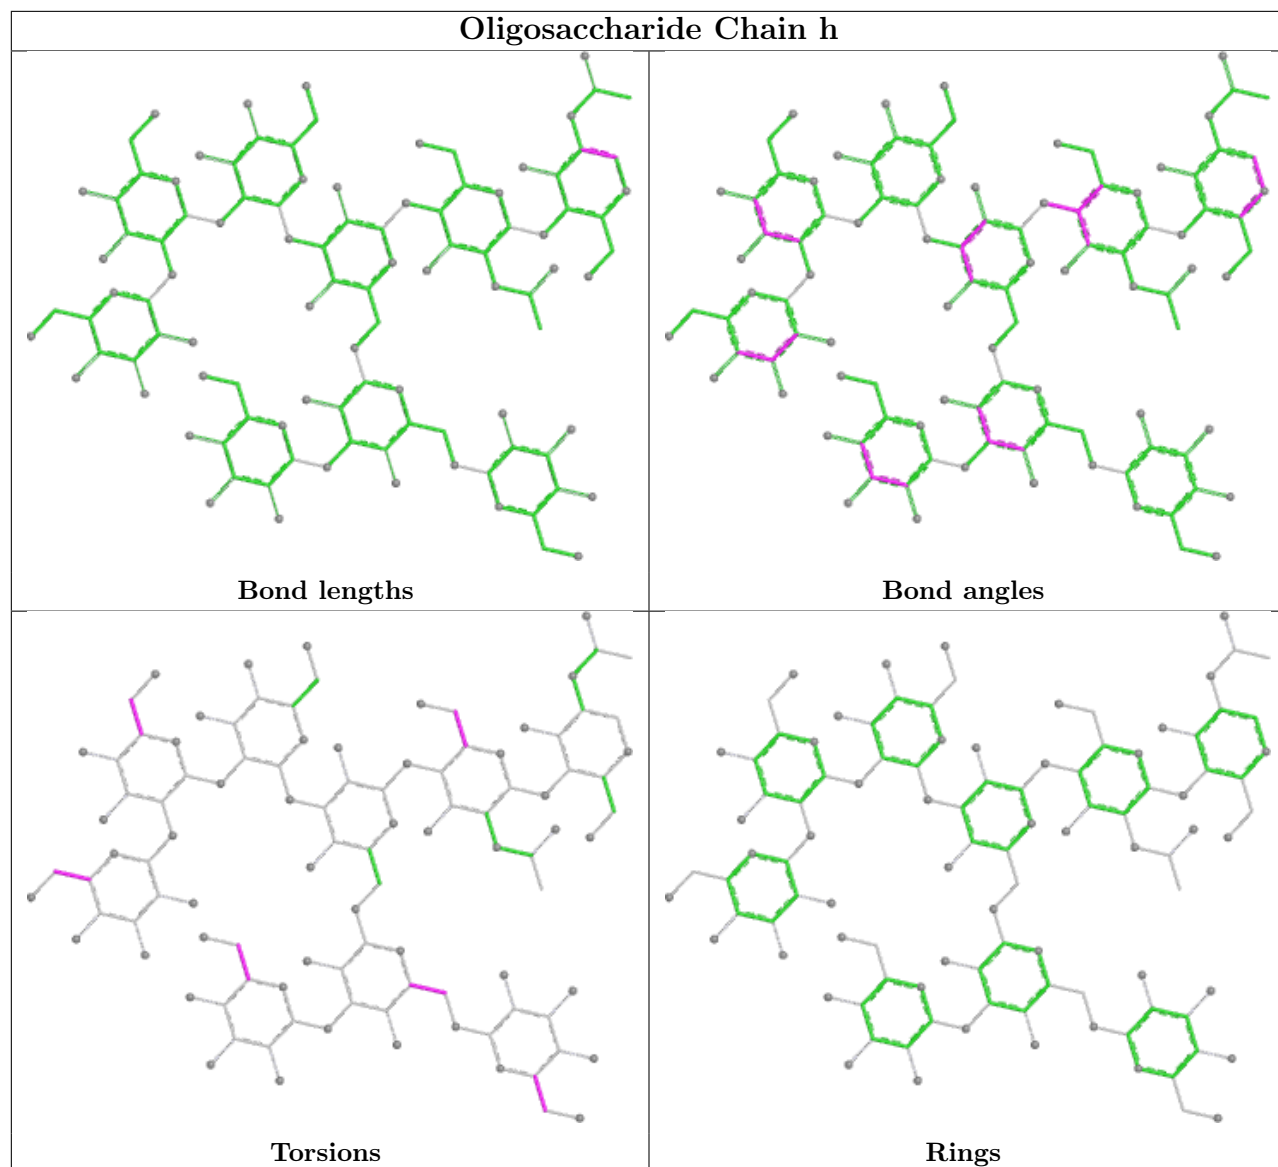 Oligosaccharide Chain h
Bond lengths
Bond angles
Torsions
Rings